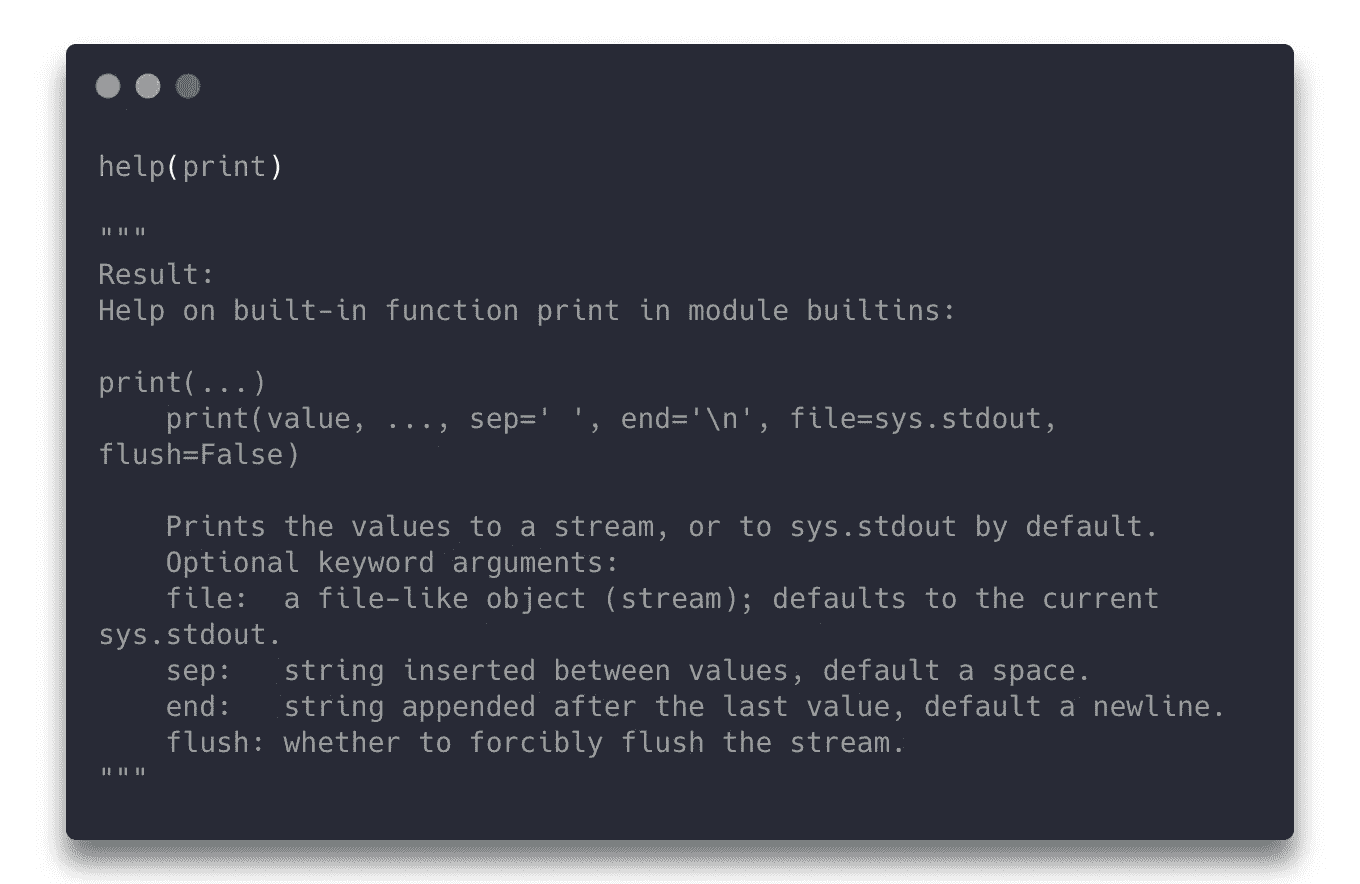 help(print)
"""
Result:
Help on built-in function print in module builtins:
print(...)
    print(value, ..., sep=' ', end='\n', file=sys.stdout,
flush=False)
    Prints the values to a stream, or to sys.stdout by default.
    Optional keyword arguments:
    file:  a file-like object (stream); defaults to the current
sys.stdout.
    sep:   string inserted between values, default a space.
    end:   string appended after the last value, default a newline.
    flush: whether to forcibly flush the stream.
"""